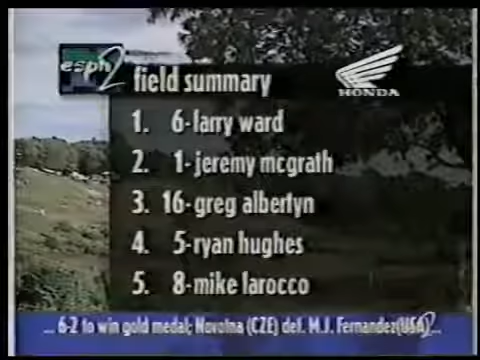 espn2
field summary
HONDA
1. 6-larry ward
2. 1-jeremy mcgrath
3. 16-greg albertyn
4. 5-ryan hughes
5. 8-mike larocco
... 6-2 to win gold medal; Novotna (CZE) def. M.J. Fernandez(USA)...
2